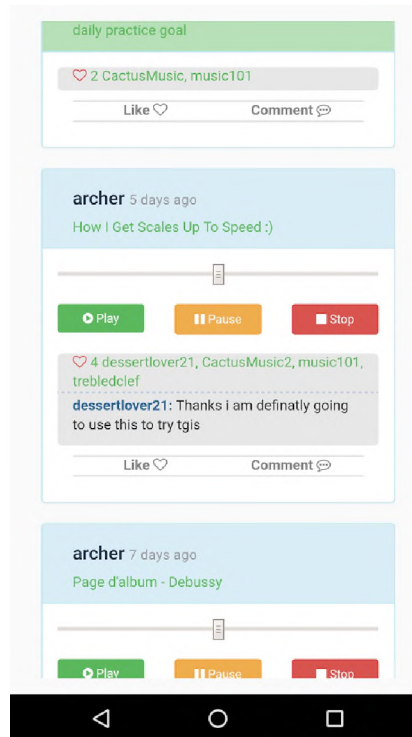 daily practice goal
2 CactusMusic, music101
Like Comment
archer 5 days ago
How I Get Scales Up To Speed :)
Play Pause Stop
4 dessertlover21, CactusMusic2, music101,
trebledclef
dessertlover21: Thanks i am definatly going
to use this to try tgis
Like Comment
archer 7 days ago
Page d'album - Debussy
Play Pause Stop